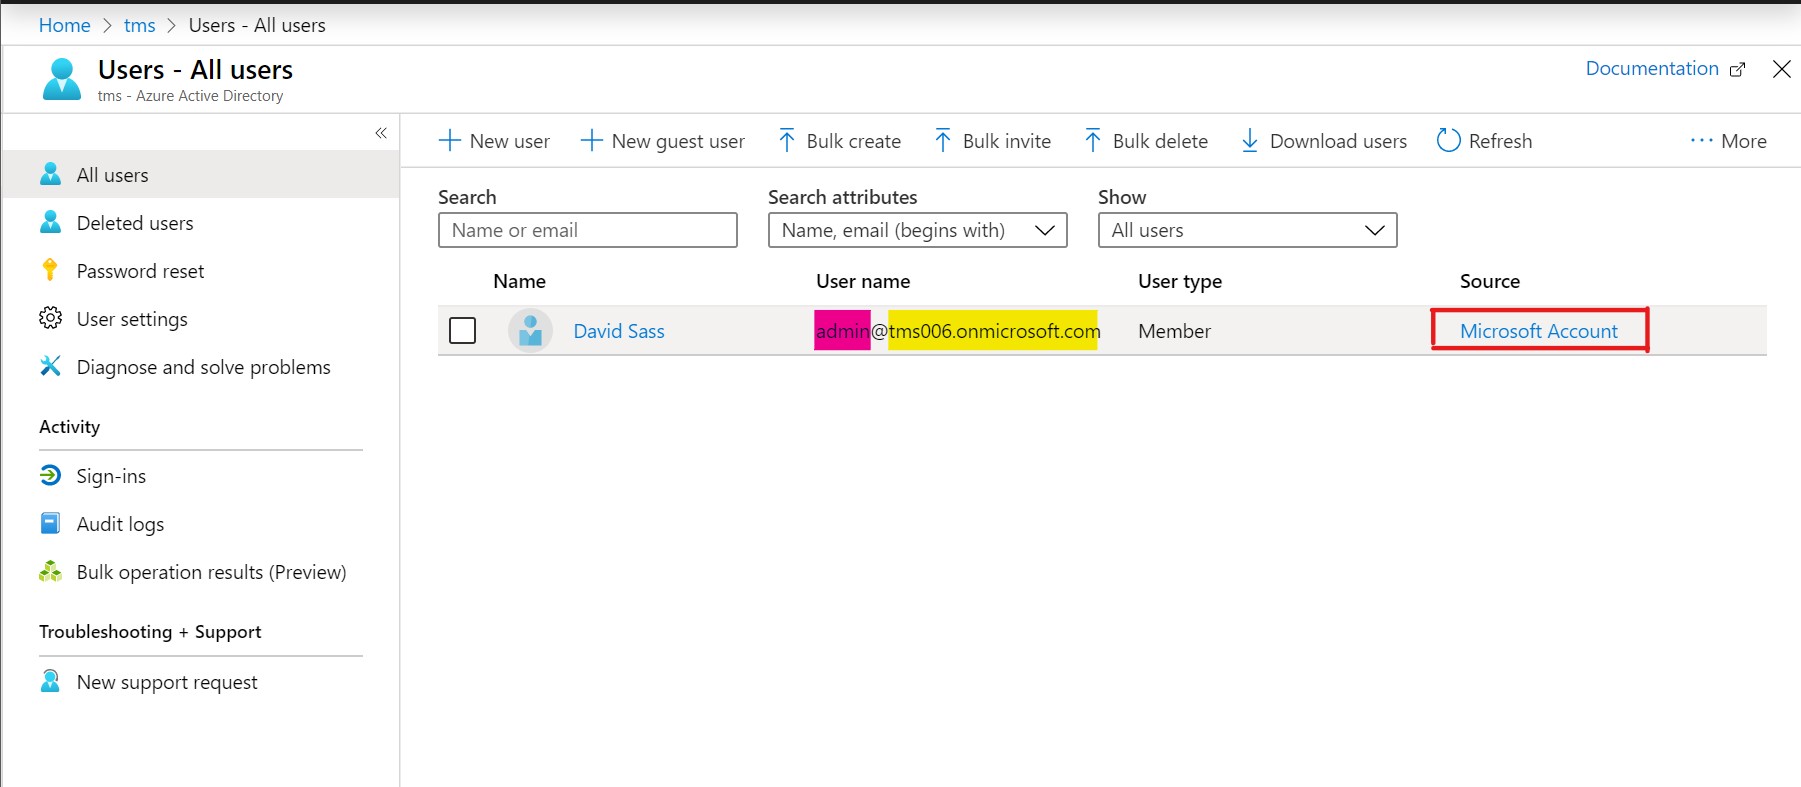 Home > tms > Users - All users
Users - All users
tms - Azure Active Directory
Documentation
«
New user New guest user Bulk create Bulk invite Bulk delete Download users Refresh ··· More
All users
Deleted users
Password reset
User settings
Diagnose and solve problems
Activity
Sign-ins
Audit logs
Bulk operation results (Preview)
Troubleshooting + Support
New support request
Search Search attributes Show
Name or email Name, email (begins with) All users
Name User name User type Source
David Sass admin@tms006.onmicrosoft.com Member Microsoft Account